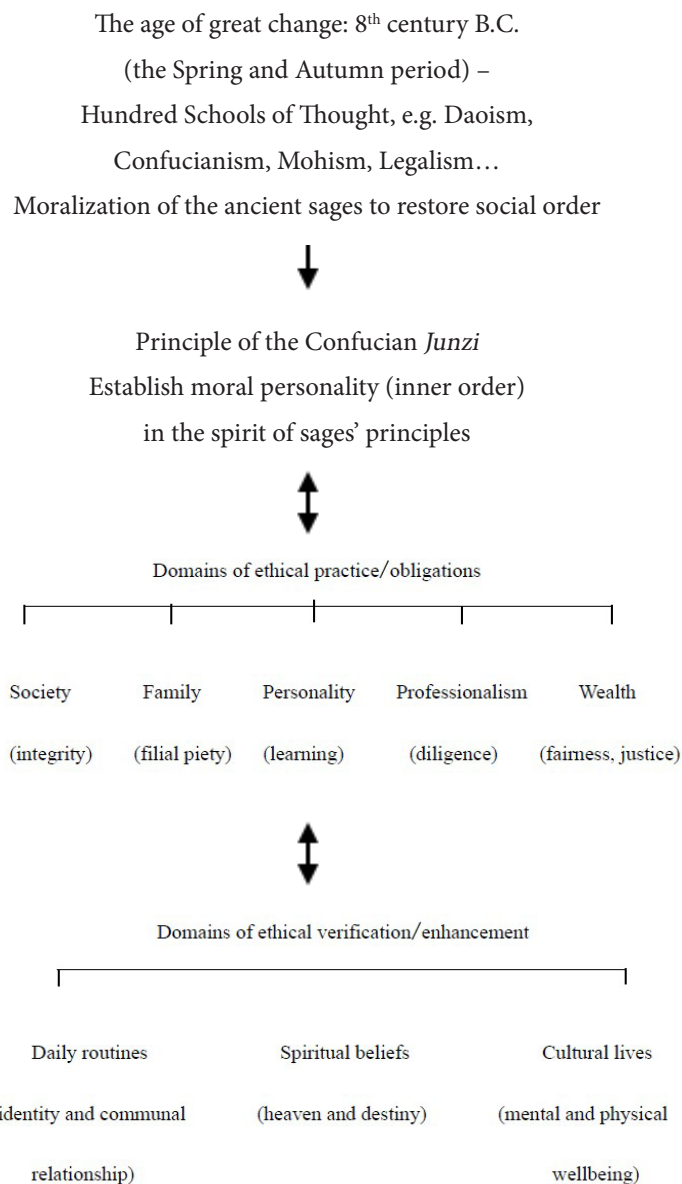 The age of great change: 8th century B.C.
(the Spring and Autumn period) –
Hundred Schools of Thought, e.g. Daoism,
Confucianism, Mohism, Legalism…
Moralization of the ancient sages to restore social order
Principle of the Confucian Junzi
Establish moral personality (inner order)
in the spirit of sages’ principles
Domains of ethical practice/obligations
Society Family Personality Professionalism Wealth
(integrity) (filial piety) (learning) (diligence) (fairness, justice)
Domains of ethical verification/enhancement
Daily routines Spiritual beliefs Cultural lives
identity and communal (heaven and destiny) (mental and physical
relationship) wellbeing)